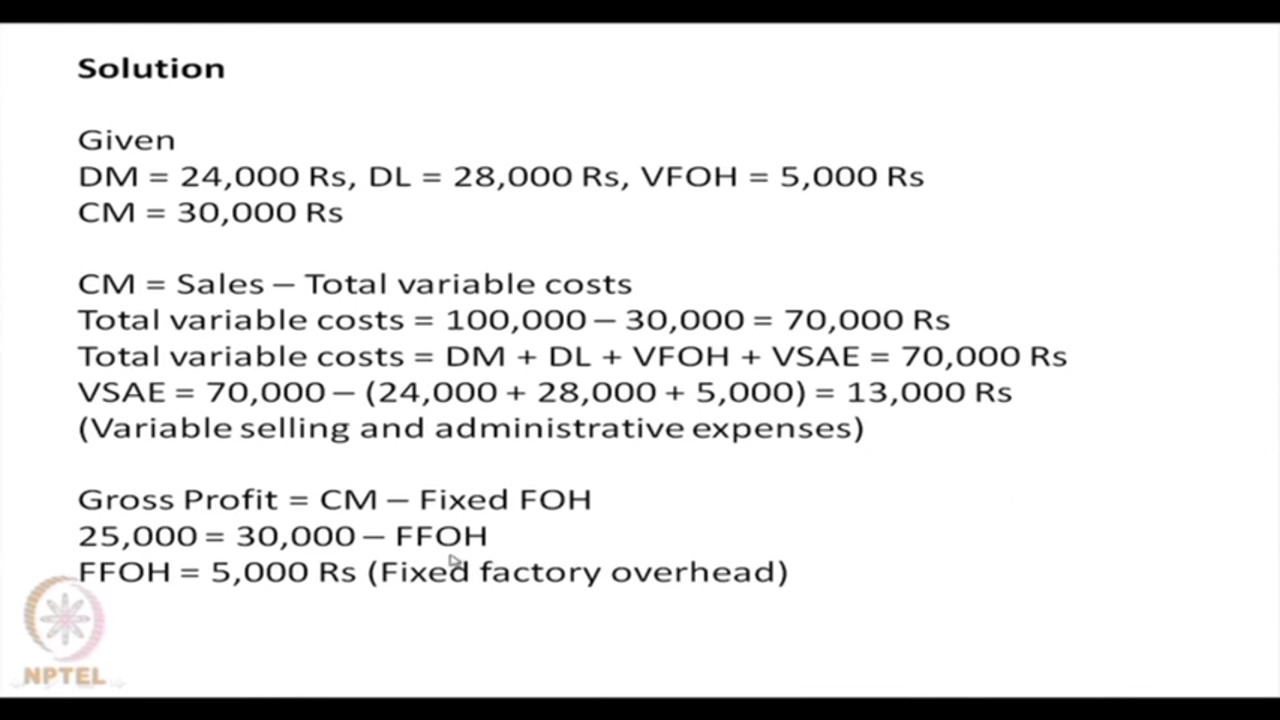 Solution
Given
DM = 24,000 Rs, DL = 28,000 Rs, VFOH = 5,000 Rs
CM = 30,000 Rs
CM = Sales – Total variable costs
Total variable costs = 100,000 – 30,000 = 70,000 Rs
Total variable costs = DM + DL + VFOH + VSAE = 70,000 Rs
VSAE = 70,000 – (24,000 + 28,000 + 5,000) = 13,000 Rs
(Variable selling and administrative expenses)
Gross Profit = CM – Fixed FOH
25,000 = 30,000 – FFOH
FFOH = 5,000 Rs (Fixed factory overhead)
NPTEL